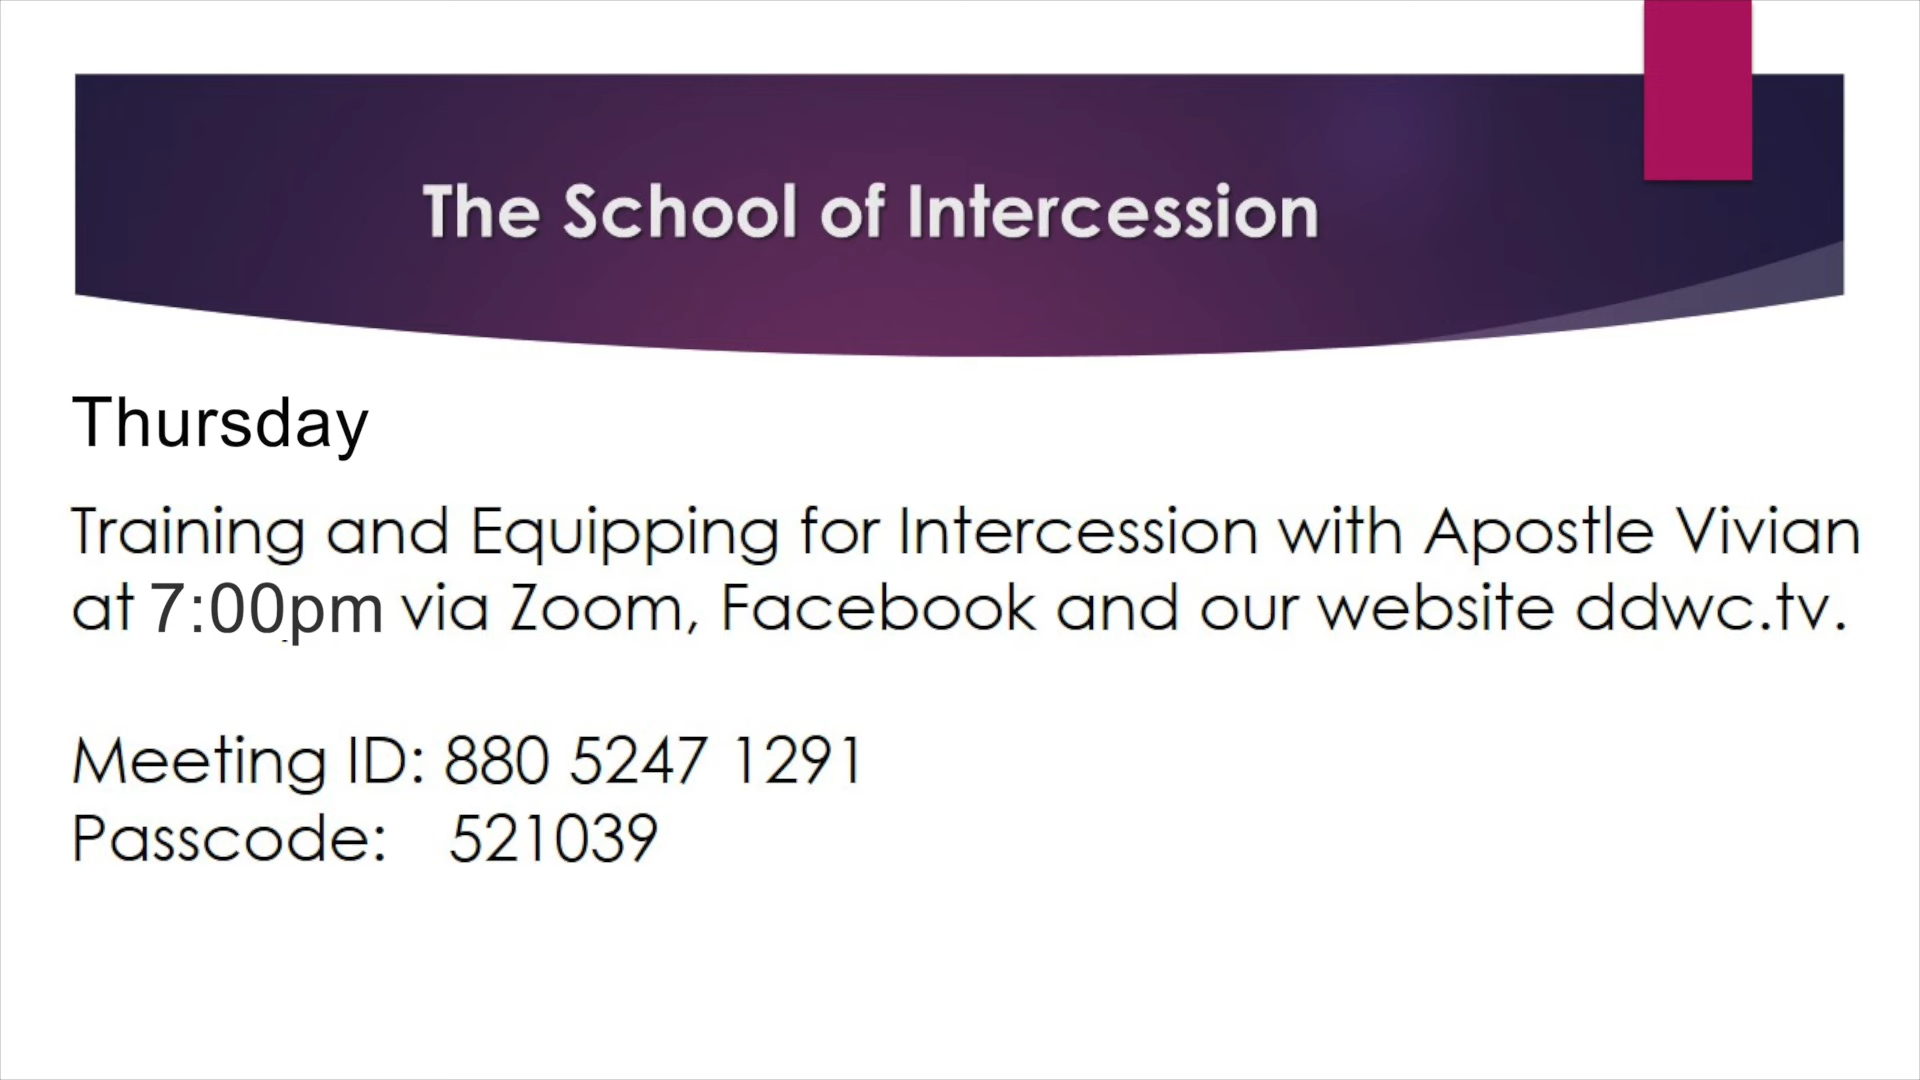 The School of Intercession
Thursday
Training and Equipping for Intercession with Apostle Vivian
at 7:00pm via Zoom, Facebook and our website ddwc.tv.
Meeting ID: 880 5247 1291
Passcode: 521039